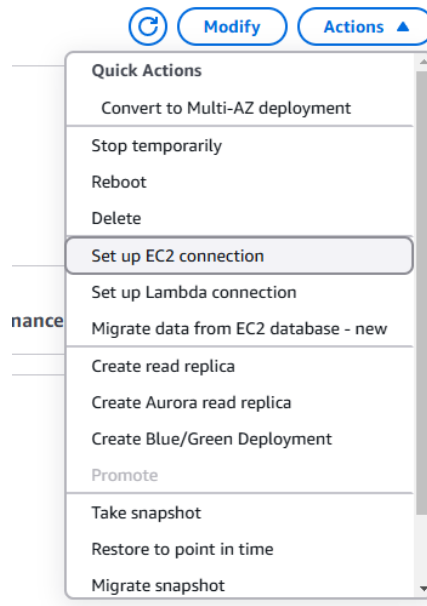 Modify
Actions
Quick Actions
Convert to Multi-AZ deployment
Stop temporarily
Reboot
Delete
Set up EC2 connection
Set up Lambda connection
nance
Migrate data from EC2 database - new
Create read replica
Create Aurora read replica
Create Blue/Green Deployment
Promote
Take snapshot
Restore to point in time
Migrate snapshot